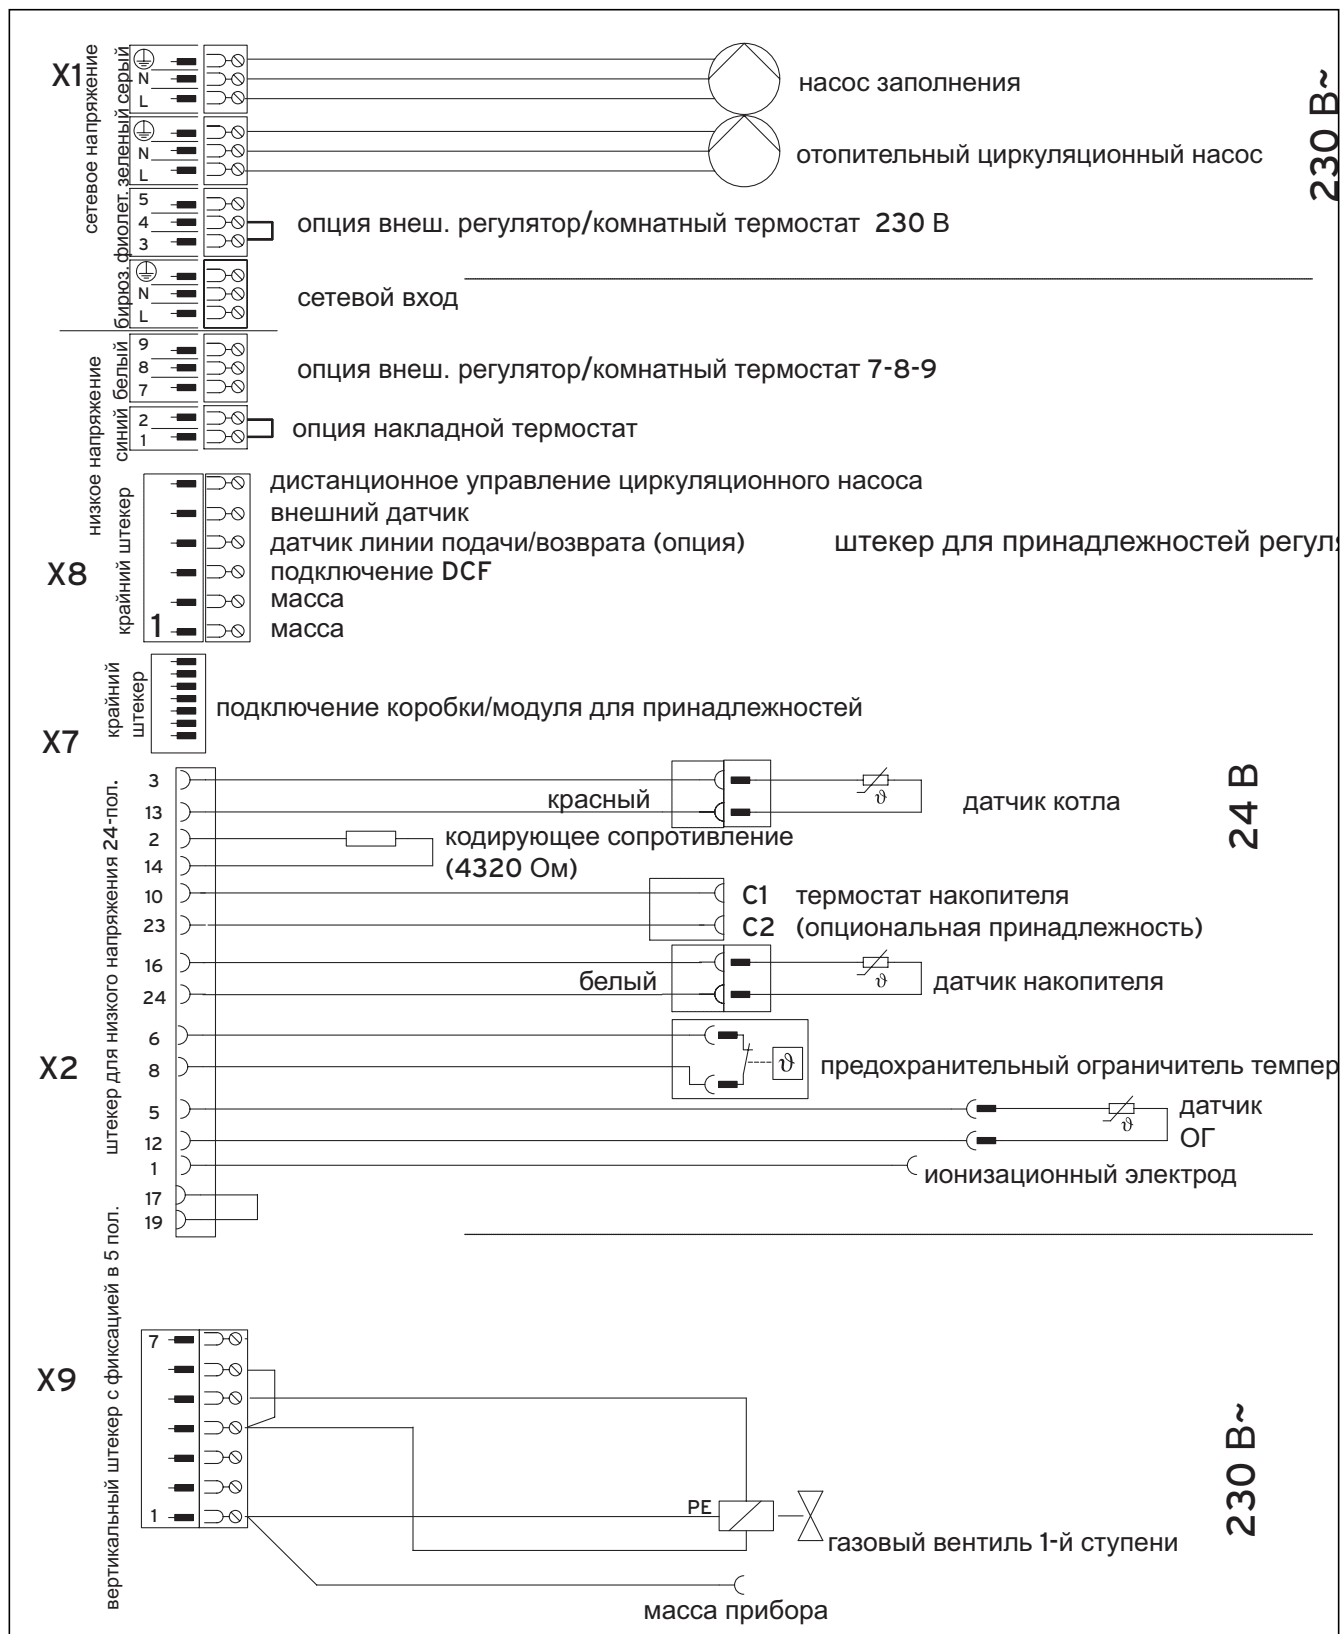 X1
сетевое напряжение
серый
N
L
насос заполнения
230 В~
зеленый
N
L
отопительный циркуляционный насос
фиолет.
5
4
3
опция внеш. регулятор/комнатный термостат 230 В
бирюз.
N
L
сетевой вход
низкое напряжение
белый
9
8
7
опция внеш. регулятор/комнатный термостат 7-8-9
синий
2
1
опция накладной термостат
X8
крайний штекер
1
дистанционное управление циркуляционного насоса
внешний датчик
датчик линии подачи/возврата (опция)
штекер для принадлежностей
подключение DCF
масса
масса
X7
крайний
штекер
подключение коробки/модуля для принадлежностей
24 В
X2
штекер для низкого напряжения 24-пол.
3
13
красный
ϑ
датчик котла
2
14
кодирующее сопротивление
(4320 Ом)
10
23
C1 термостат накопителя
C2 (опциональная принадлежность)
16
24
белый
ϑ
датчик накопителя
6
8
ϑ
предохранительный ограничитель
5
12
ϑ
датчик
ОГ
1
ионизационный электрод
17
19
X9
вертикальный штекер с фиксацией в 5 пол.
7
1
PE
газовый вентиль 1-й ступени
масса прибора
230 В~